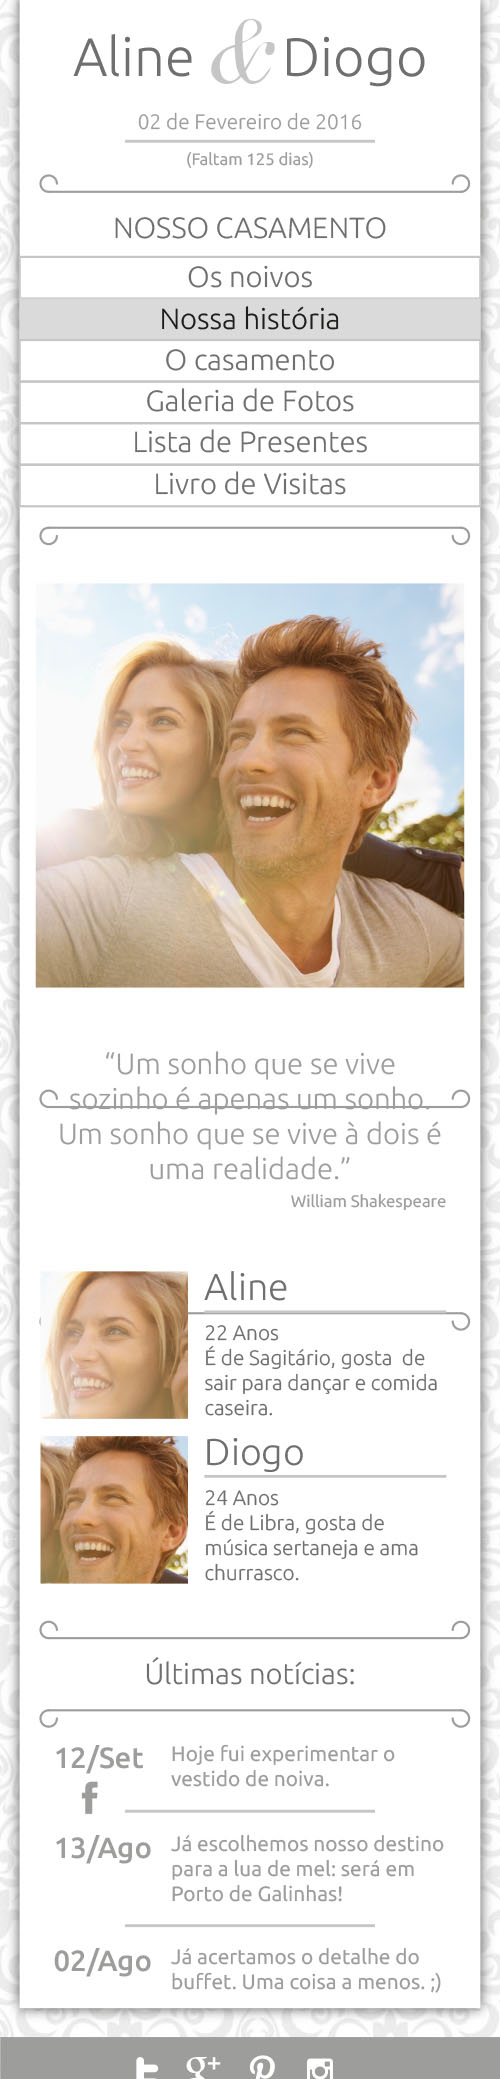 Aline & Diogo
02 de Fevereiro de 2016
(Faltam 125 dias)
NOSSO CASAMENTO
Os noivos
Nossa história
O casamento
Galeria de Fotos
Lista de Presentes
Livro de Visitas
“Um sonho que se vive
sozinho é apenas um sonho.
Um sonho que se vive à dois é
uma realidade.”
William Shakespeare
Aline
22 Anos
É de Sagitário, gosta de
sair para dançar e comida
caseira.
Diogo
24 Anos
É de Libra, gosta de
música sertaneja e ama
churrasco.
Últimas notícias:
12/Set
Hoje fui experimentar o
vestido de noiva.
13/Ago
Já escolhemos nosso destino
para a lua de mel: será em
Porto de Galinhas!
02/Ago
Já acertamos o detalhe do
buffet. Uma coisa a menos. ;)